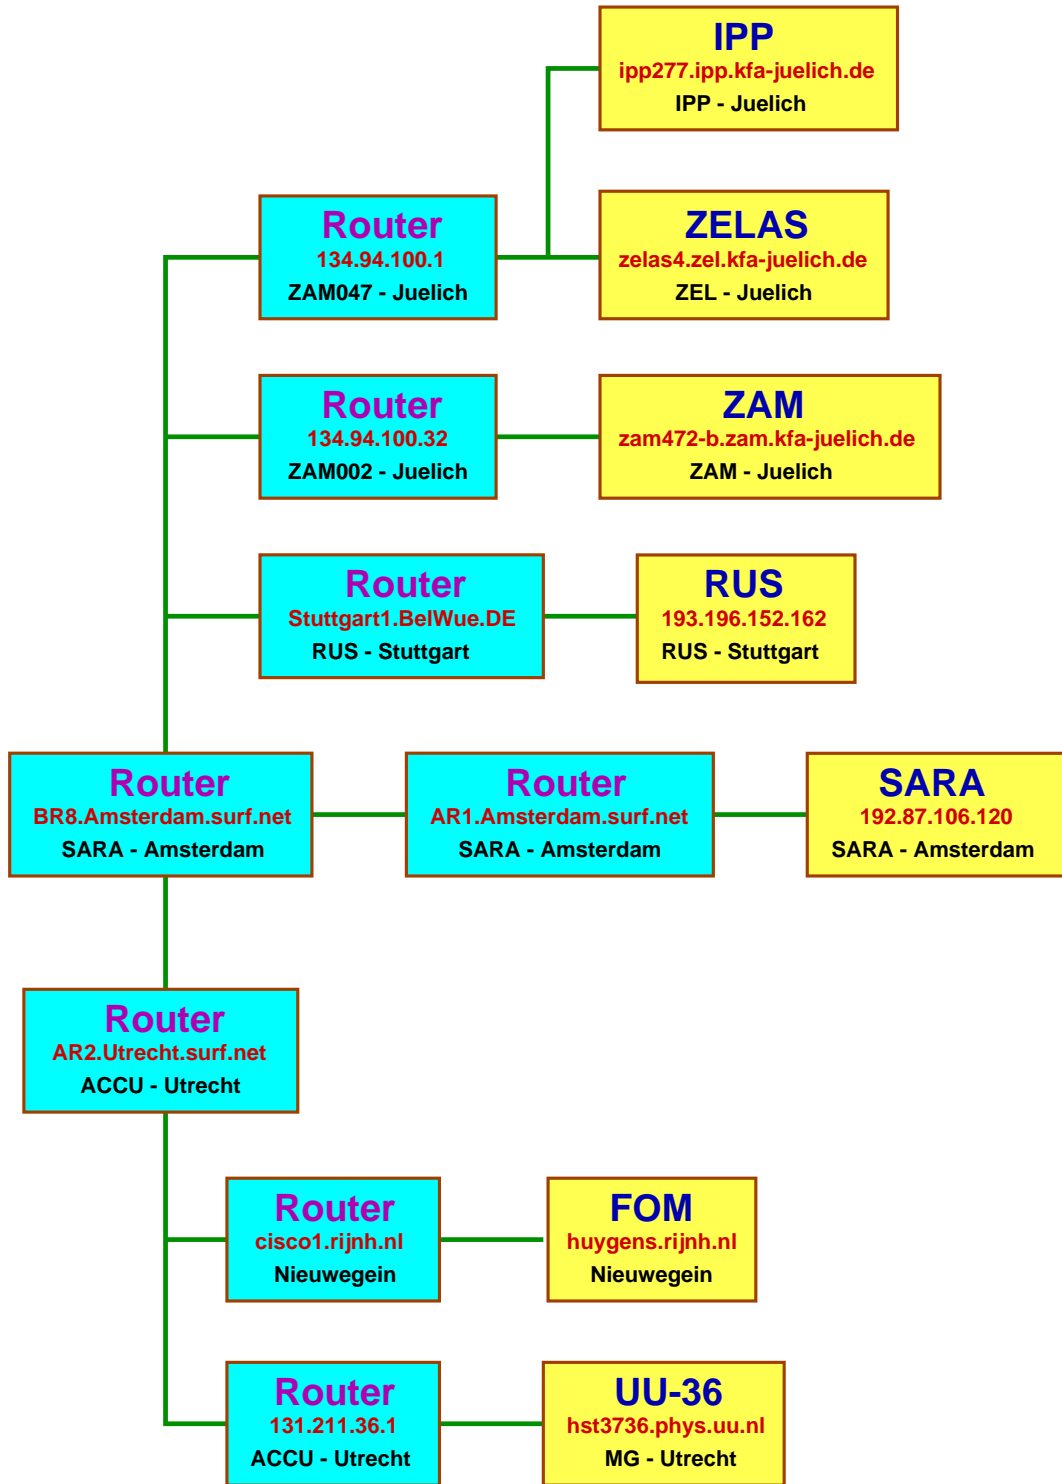 IPP
ipp277.ipp.kfa-juelich.de
IPP - Juelich
Router
134.94.100.1
ZAM047 - Juelich
ZELAS
zelas4.zel.kfa-juelich.de
ZEL - Juelich
Router
134.94.100.32
ZAM002 - Juelich
ZAM
zam472-b.zam.kfa-juelich.de
ZAM - Juelich
Router
Stuttgart1.BelWue.DE
RUS - Stuttgart
RUS
193.196.152.162
RUS - Stuttgart
Router
BR8.Amsterdam.surf.net
SARA - Amsterdam
Router
AR1.Amsterdam.surf.net
SARA - Amsterdam
SARA
192.87.106.120
SARA - Amsterdam
Router
AR2.Utrecht.surf.net
ACCU - Utrecht
Router
cisco1.rijnh.nl
Nieuwegein
FOM
huygens.rijnh.nl
Nieuwegein
Router
131.211.36.1
ACCU - Utrecht
UU-36
hst3736.phys.uu.nl
MG - Utrecht